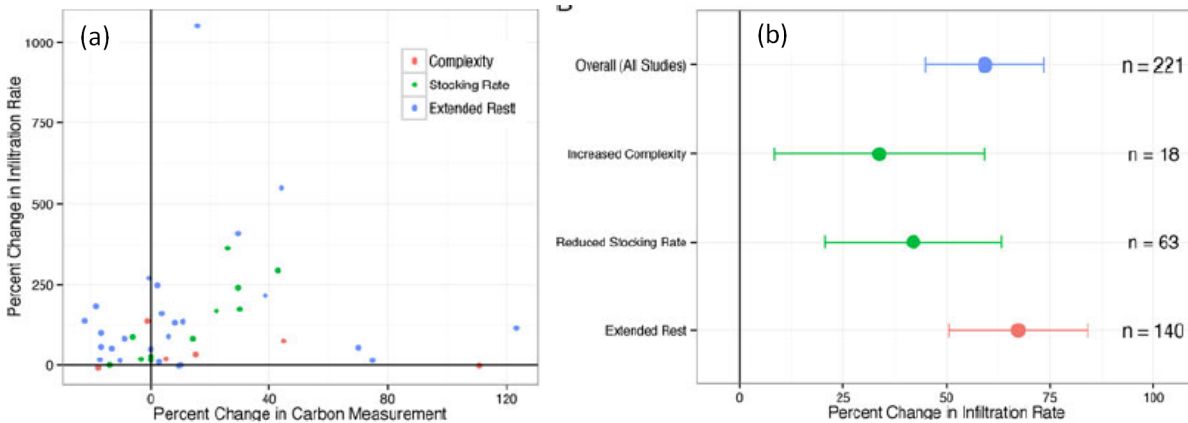 (a)
1000
750
500
250
0
Percent Change in Infiltration Rate
Complexity
Stocking Rate
Extended Rest
0
40
80
120
Percent Change in Carbon Measurement
(b)
Overall (All Studies)
n = 221
Increased Complexity
n = 18
Reduced Stocking Rate
n = 63
Extended Rest
n = 140
0
25
50
75
100
Percent Change in Infiltration Rate